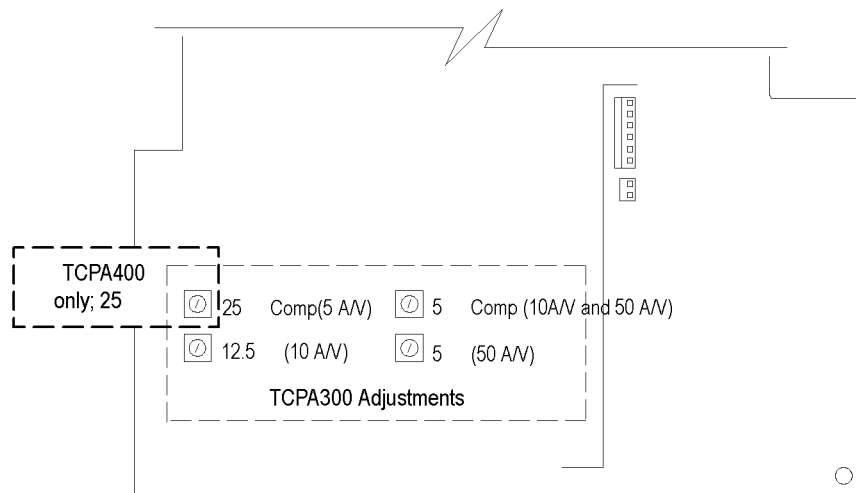 TCPA400
only; 25
25 Comp(5 A/V) 5 Comp (10A/V and 50 A/V)
12.5 (10 A/V) 5 (50 A/V)
TCPA300 Adjustments